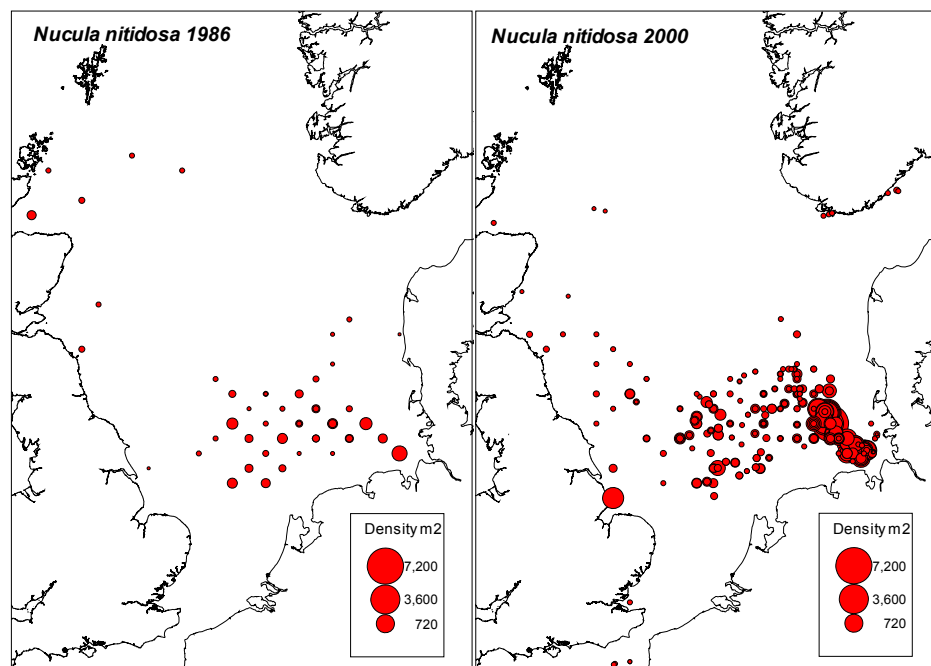 Nucula nitidosa 1986
Density m2
7,200
3,600
720
Nucula nitidosa 2000
Density m2
7,200
3,600
720